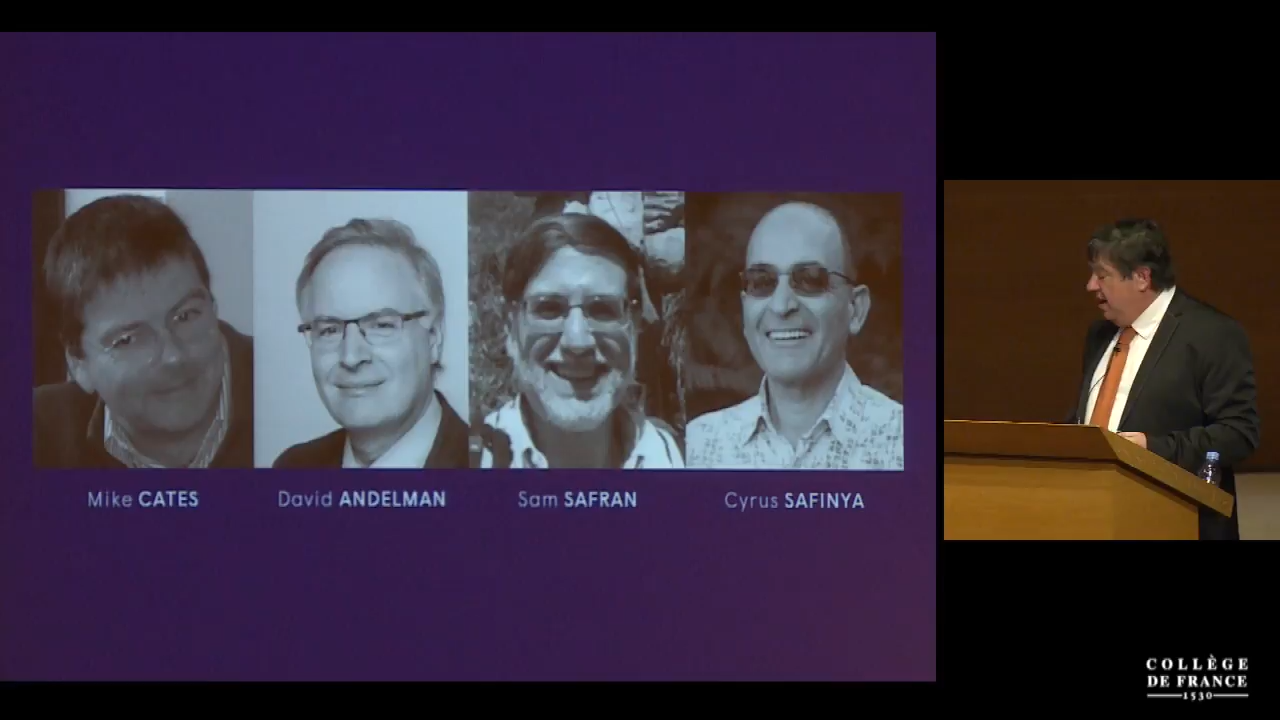 Mike CATES
David ANDELMAN
Sam SAFRAN
Cyrus SAFINYA
COLLÈGE
DE FRANCE
1530